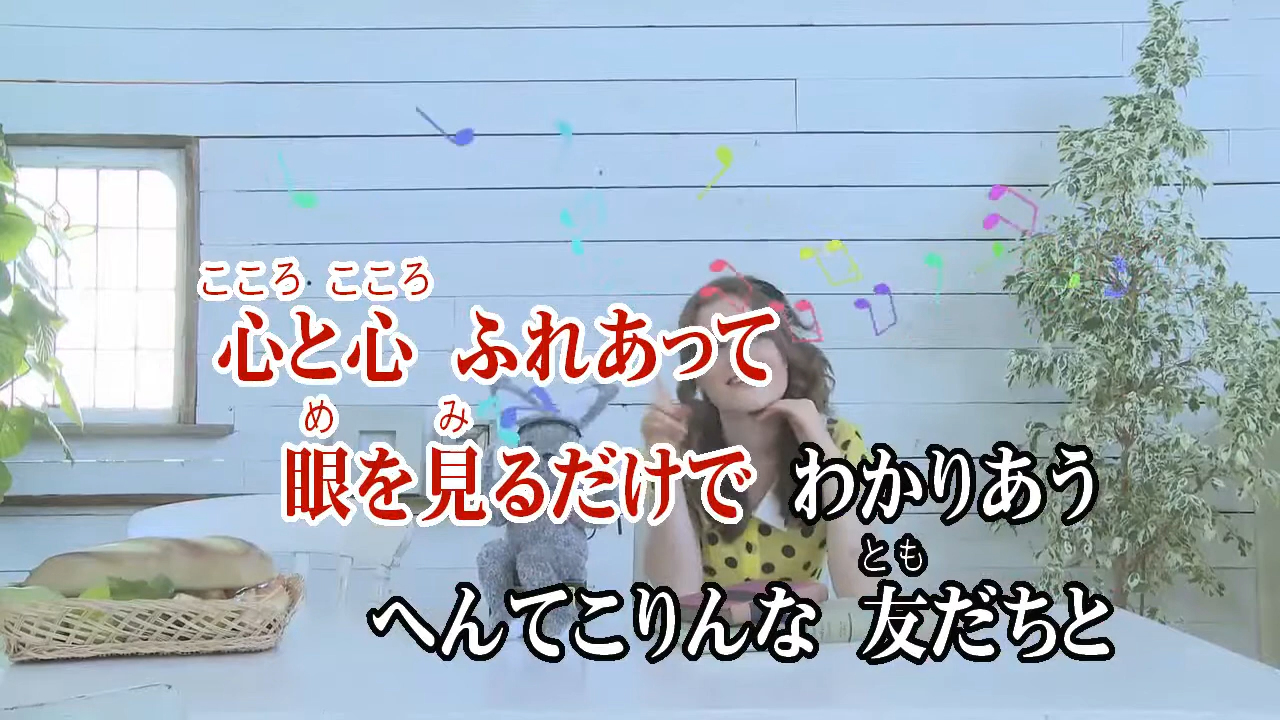 こころ こころ
心と心 ふれあって
め み
眼を見るだけで わかりあう
とも
へんてこりんな 友だちと